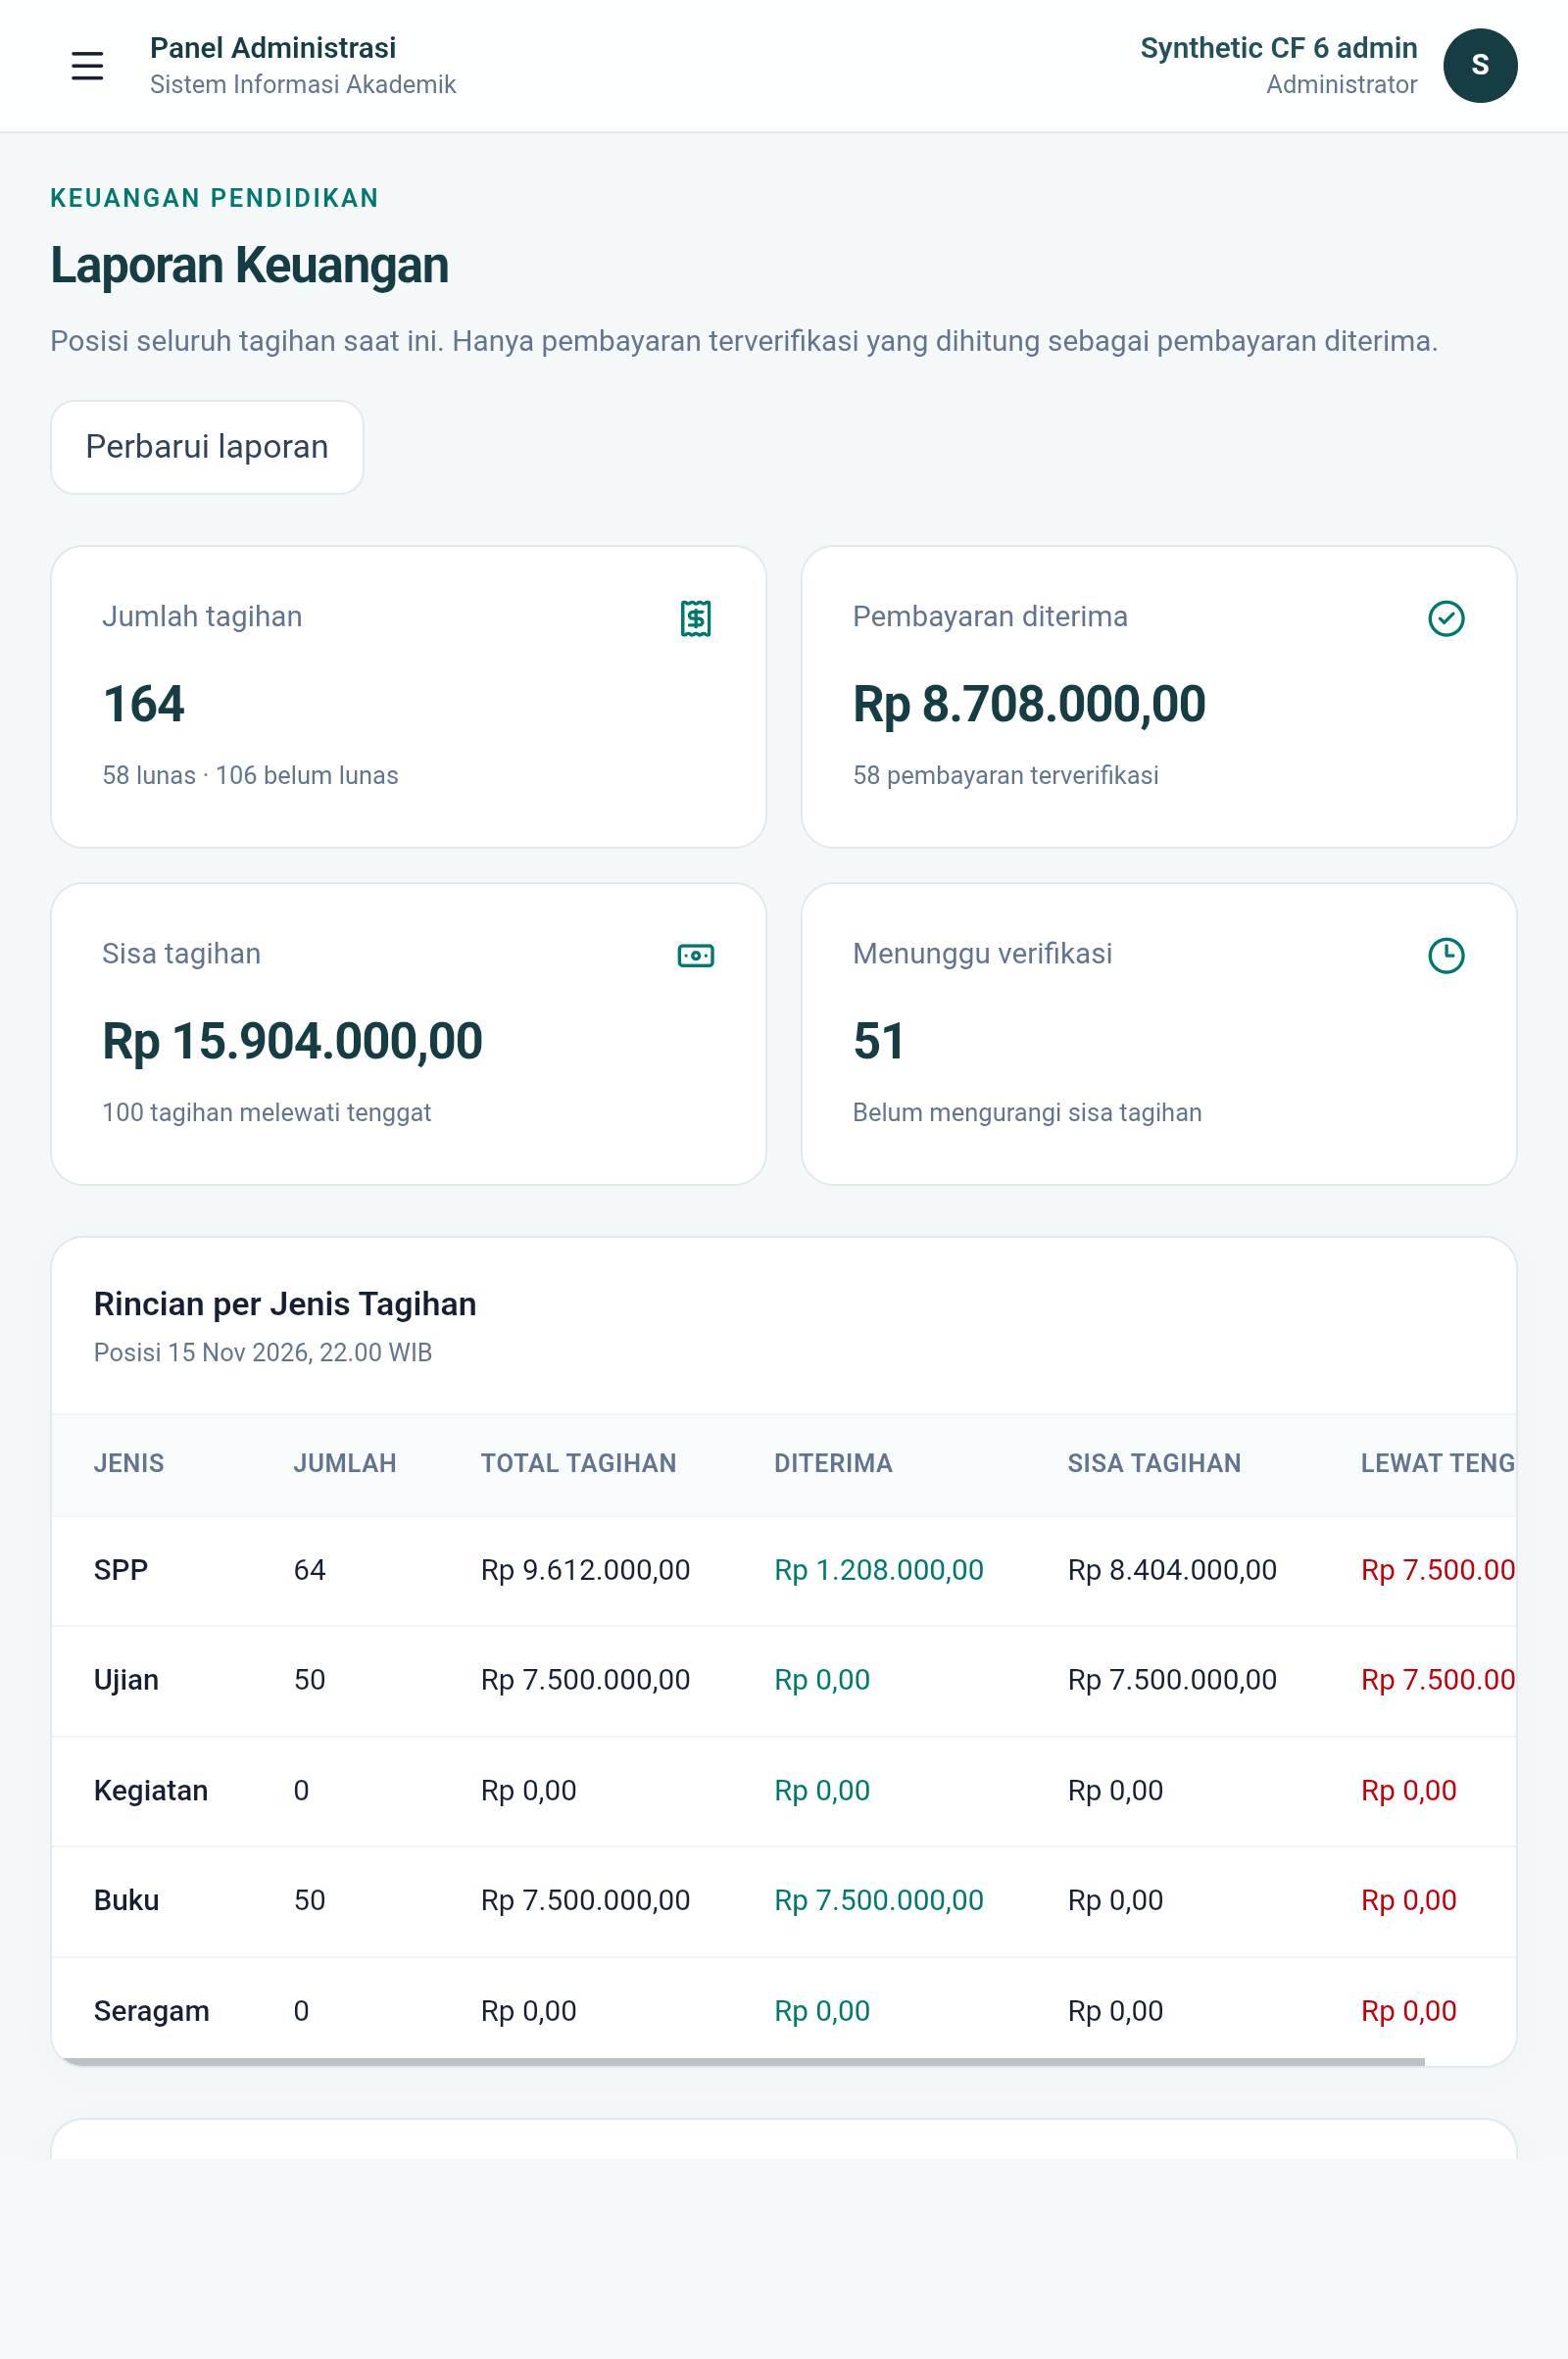 Panel Administrasi
Sistem Informasi Akademik
Synthetic CF 6 admin
Administrator
S
KEUANGAN PENDIDIKAN
Laporan Keuangan
Posisi seluruh tagihan saat ini. Hanya pembayaran terverifikasi yang dihitung sebagai pembayaran diterima.
Perbarui laporan
Jumlah tagihan
164
58 lunas · 106 belum lunas
Pembayaran diterima
Rp 8.708.000,00
58 pembayaran terverifikasi
Sisa tagihan
Rp 15.904.000,00
100 tagihan melewati tenggat
Menunggu verifikasi
51
Belum mengurangi sisa tagihan
Rincian per Jenis Tagihan
Posisi 15 Nov 2026, 22.00 WIB
JENIS JUMLAH TOTAL TAGIHAN DITERIMA SISA TAGIHAN LEWAT TENG
SPP 64 Rp 9.612.000,00 Rp 1.208.000,00 Rp 8.404.000,00 Rp 7.500.00
Ujian 50 Rp 7.500.000,00 Rp 0,00 Rp 7.500.000,00 Rp 7.500.00
Kegiatan 0 Rp 0,00 Rp 0,00 Rp 0,00 Rp 0,00
Buku 50 Rp 7.500.000,00 Rp 7.500.000,00 Rp 0,00 Rp 0,00
Seragam 0 Rp 0,00 Rp 0,00 Rp 0,00 Rp 0,00